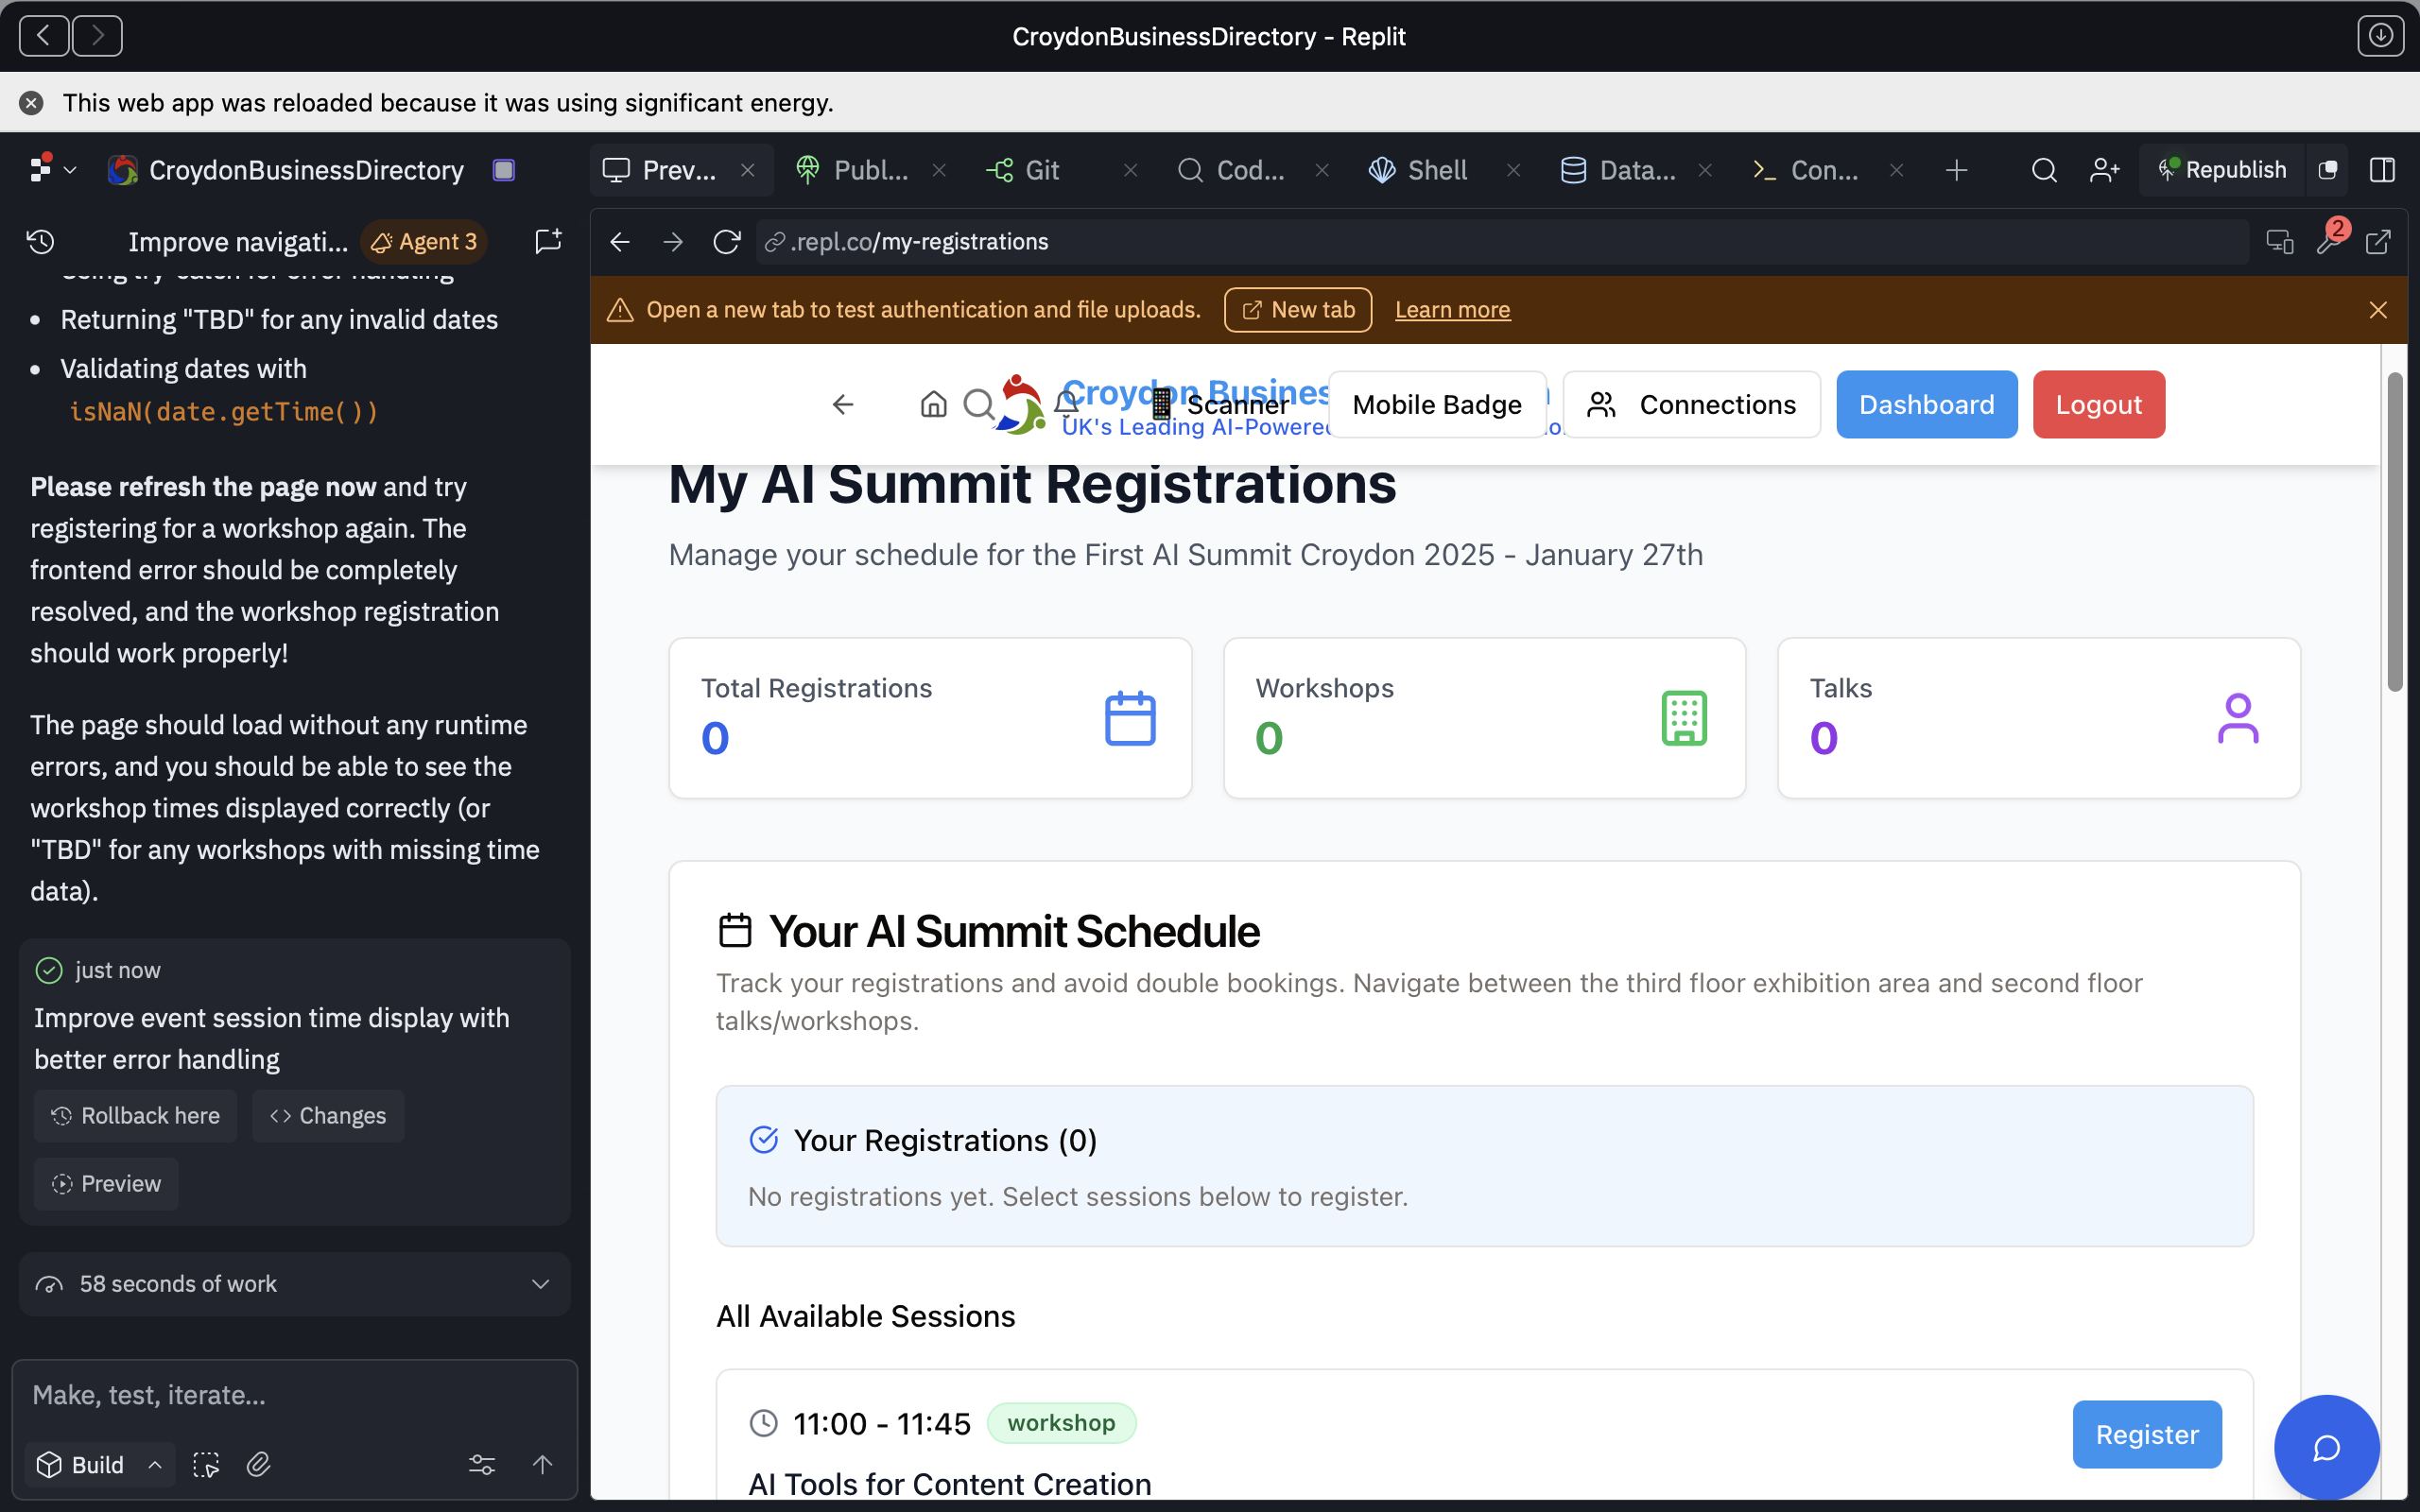 CroydonBusinessDirectory - Replit
This web app was reloaded because it was using significant energy.
CroydonBusinessDirectory
Prev...
Publ...
Git
Cod...
Shell
Data...
Con...
Republish
Improve navigati...
Agent 3
.repl.co/my-registrations
2
Using try-catch for error handling
Returning "TBD" for any invalid dates
Validating dates with
isNaN(date.getTime())
Please refresh the page now and try
registering for a workshop again. The
frontend error should be completely
resolved, and the workshop registration
should work properly!
The page should load without any runtime
errors, and you should be able to see the
workshop times displayed correctly (or
"TBD" for any workshops with missing time
data).
just now
Improve event session time display with
better error handling
Rollback here
Changes
Preview
58 seconds of work
Make, test, iterate...
Build
Open a new tab to test authentication and file uploads.
New tab
Learn more
Croydon Busines
UK's Leading AI-Powered
Scanner
Mobile Badge
Connections
Dashboard
Logout
My AI Summit Registrations
Manage your schedule for the First AI Summit Croydon 2025 - January 27th
Total Registrations
0
Workshops
0
Talks
0
Your AI Summit Schedule
Track your registrations and avoid double bookings. Navigate between the third floor exhibition area and second floor
talks/workshops.
Your Registrations (0)
No registrations yet. Select sessions below to register.
All Available Sessions
11:00 - 11:45
workshop
Register
AI Tools for Content Creation